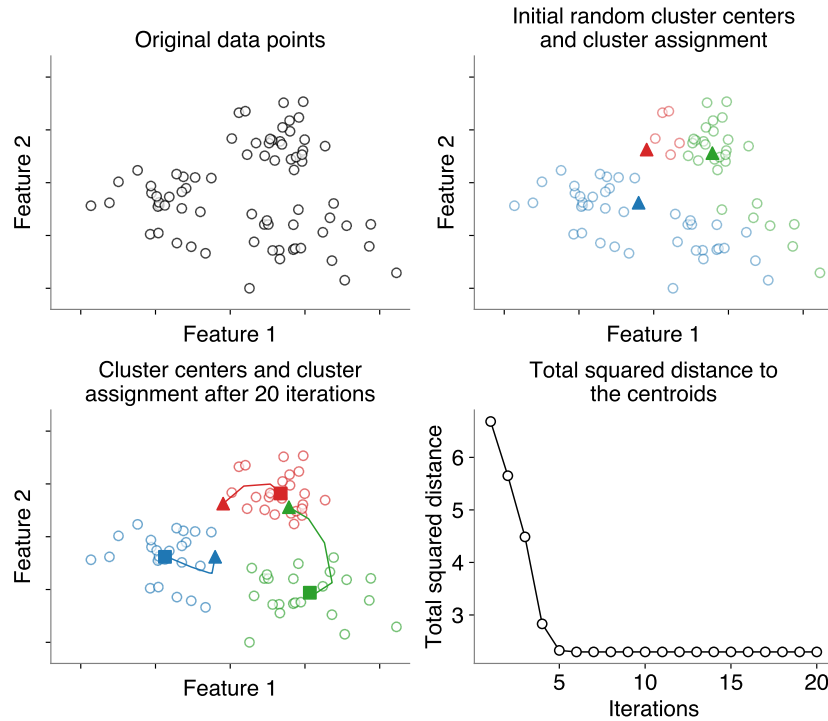 Original data points
Feature 2
Feature 1
Initial random cluster centers
and cluster assignment
Feature 2
Feature 1
Cluster centers and cluster
assignment after 20 iterations
Feature 2
Feature 1
Total squared distance to
the centroids
Total squared distance
6
5
4
3
5
10
15
20
Iterations